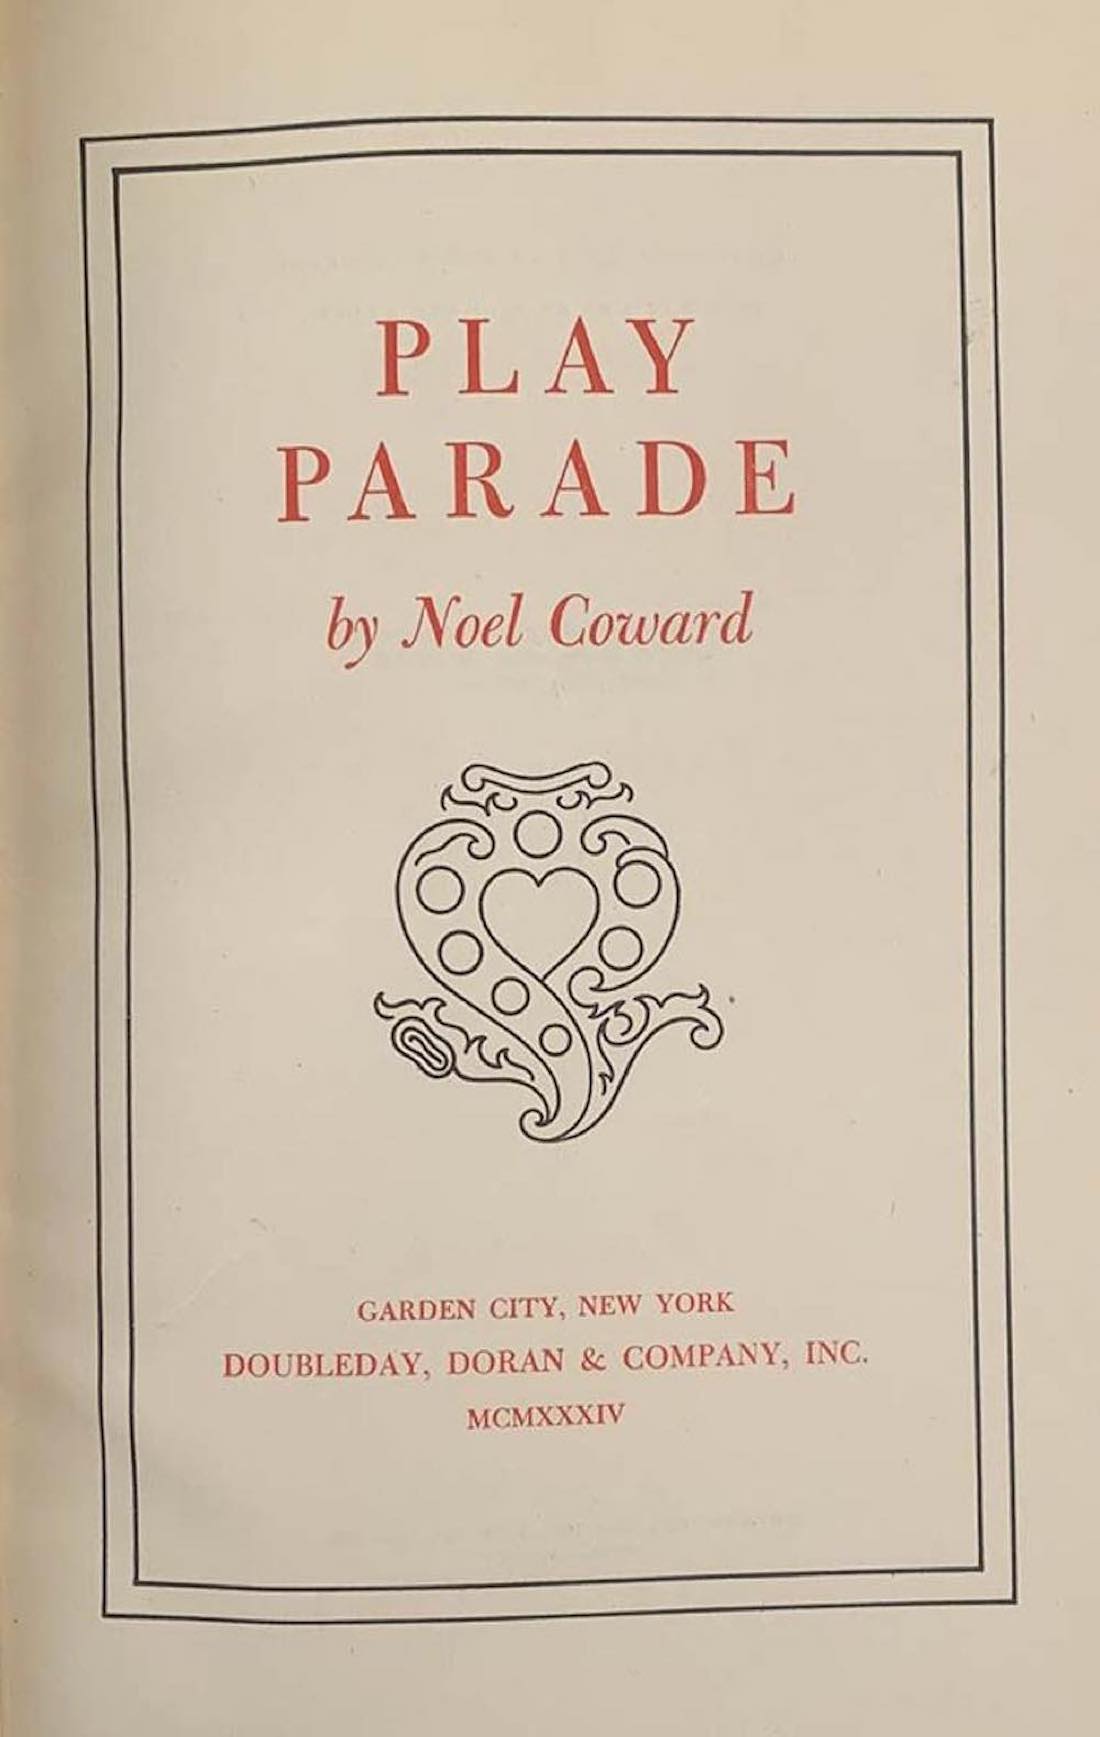 PLAY
PARADE
by Noel Coward
GARDEN CITY, NEW YORK
DOUBLEDAY, DORAN & COMPANY, INC.
MCMXXXIV